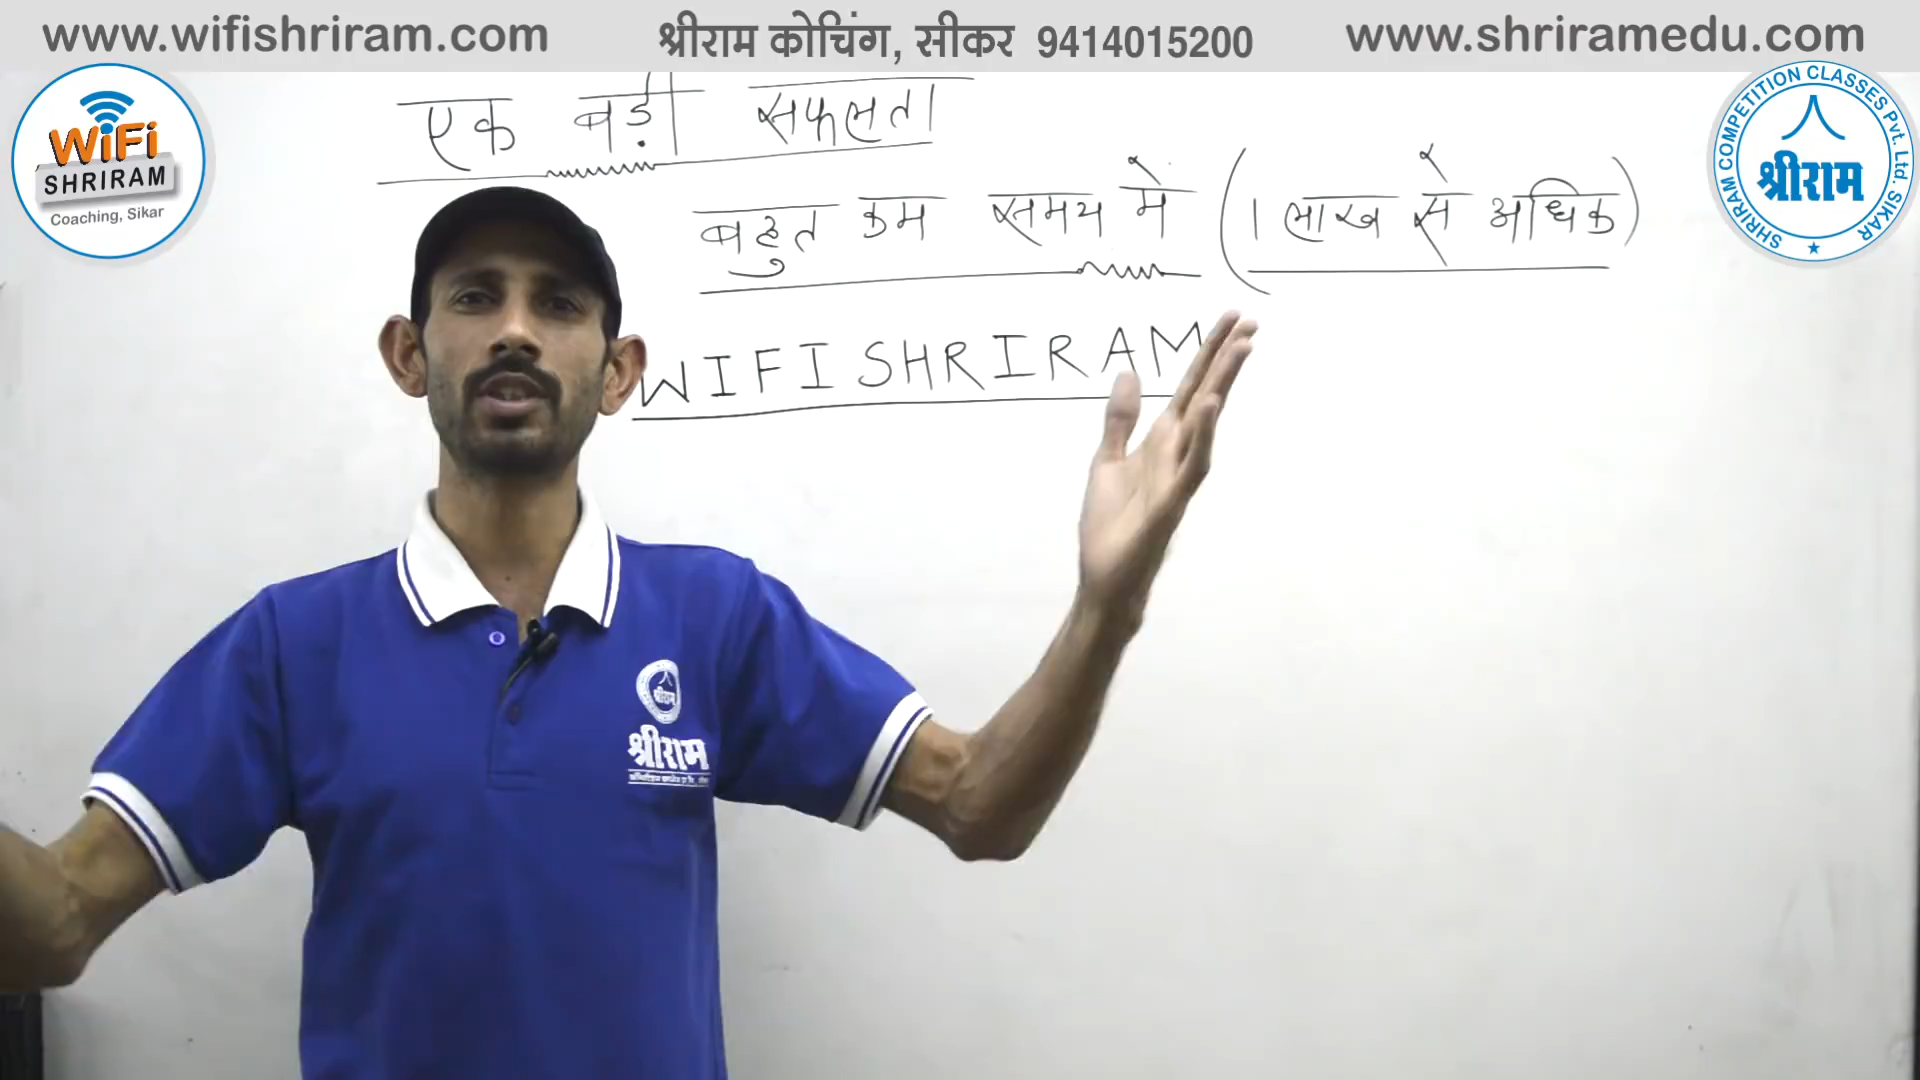 www.wifishriram.com श्रीराम कोचिंग, सीकर 9414015200 www.shriramedu.com
WiFi
SHRIRAM
Coaching, Sikar
SHRIRAM COMPETITION CLASSES Pvt. Ltd. SIKAR
श्रीराम
एक बड़ी सफलता
बहुत कम समय में (1 लाख से अधिक)
WIFISHRIRAM
श्रीराम